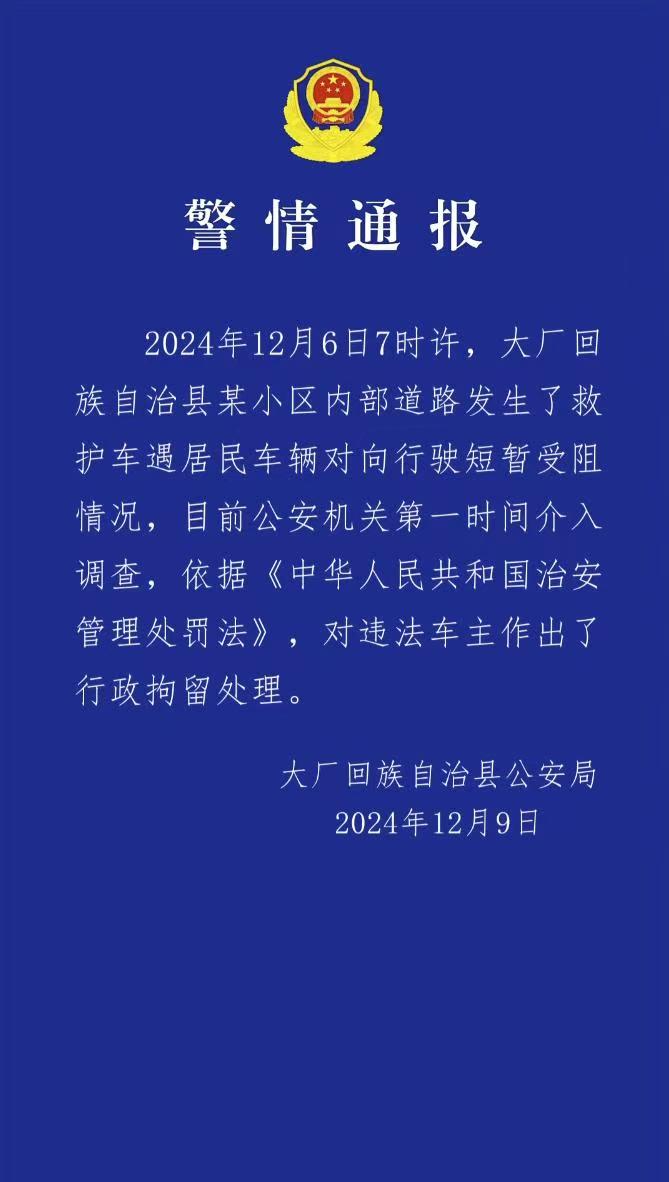 警情通报
2024年12月6日7时许，大厂回
族自治县某小区内部道路发生了救
护车遇居民车辆对向行驶短暂受阻
情况，目前公安机关第一时间介入
调查，依据《中华人民共和国治安
管理处罚法》，对违法车主作出了
行政拘留处理。
大厂回族自治县公安局
2024年12月9日